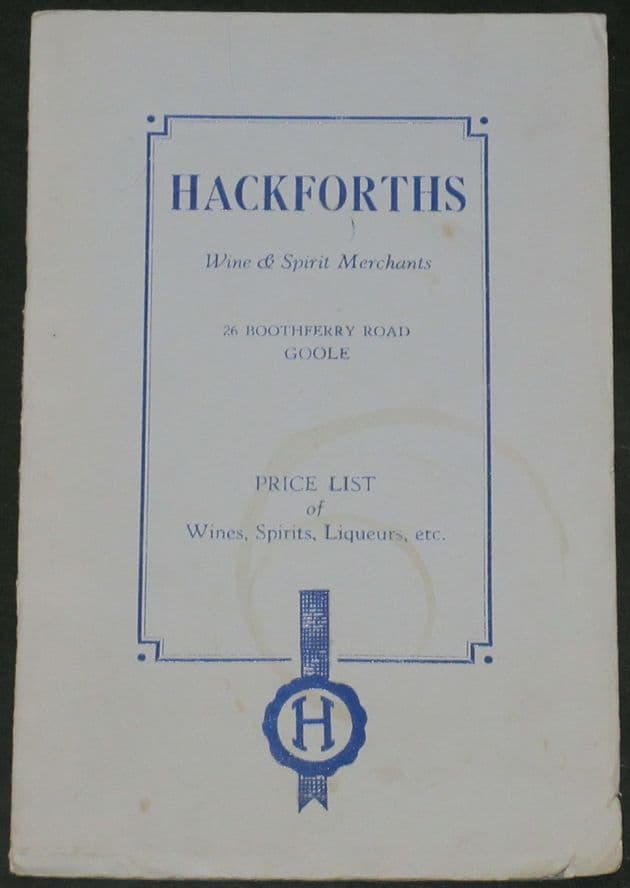 HACKFORTHS
Wine & Spirit Merchants
26 BOOTHFERRY ROAD
GOOLE
PRICE LIST
of
Wines, Spirits, Liqueurs, etc.
H